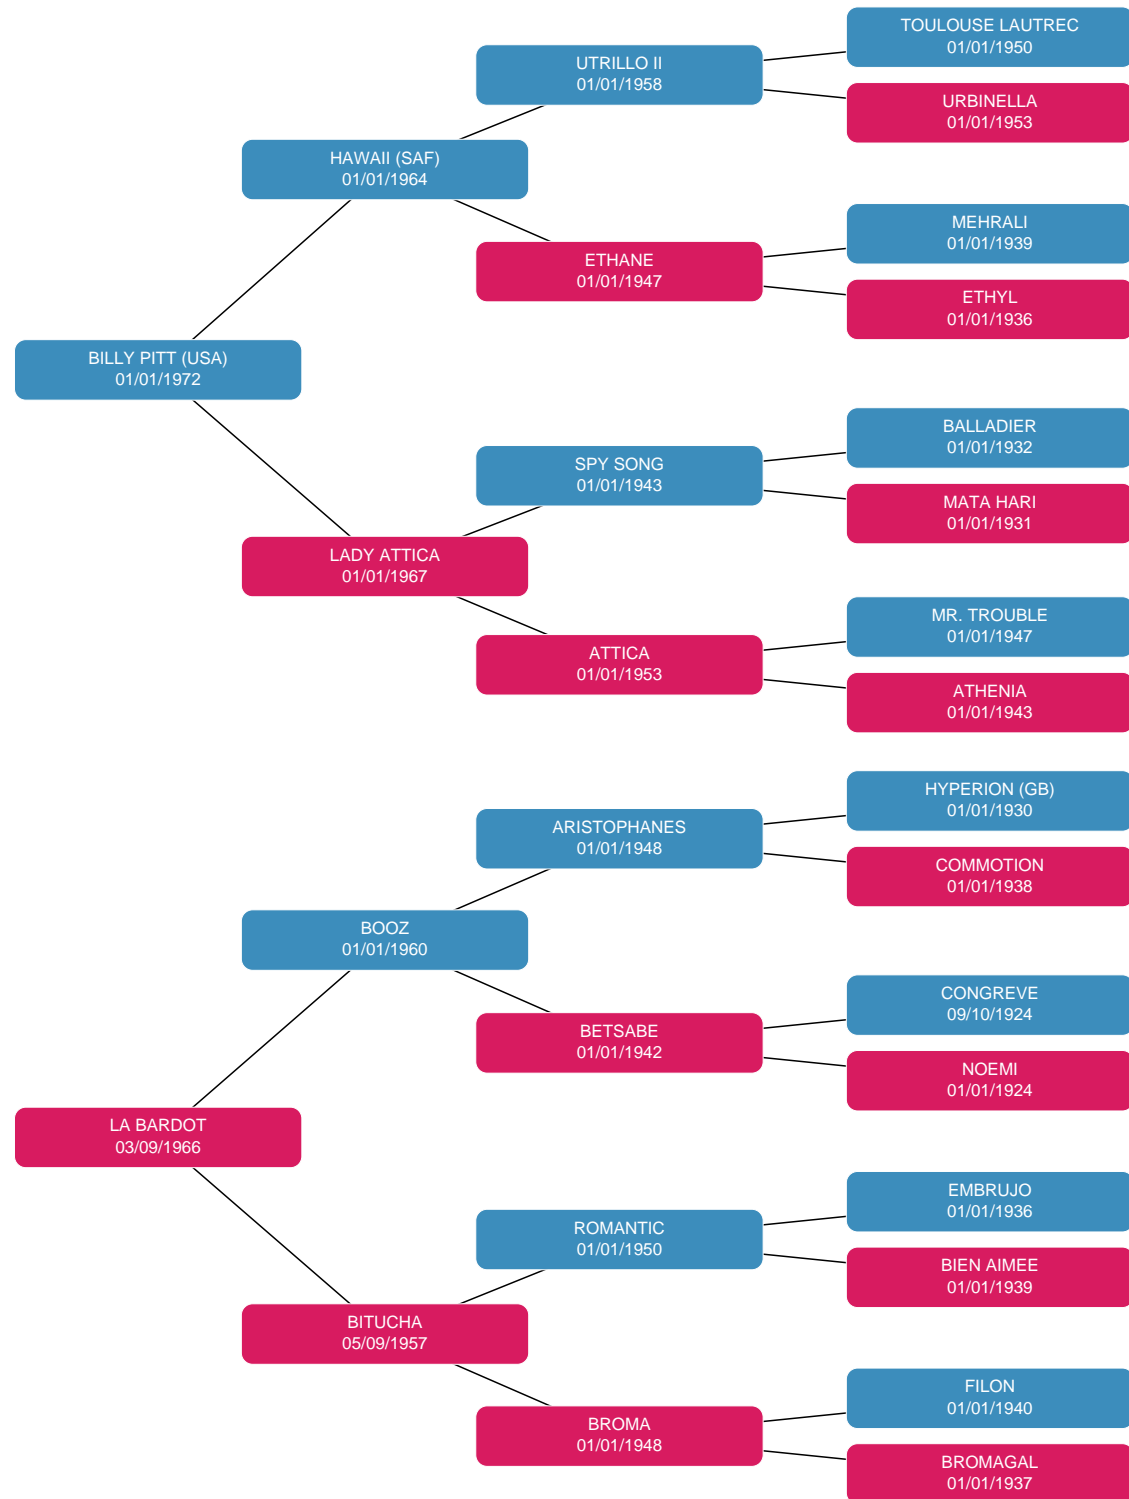 TOULOUSE LAUTREC
01/01/1950
UTRILLO II
01/01/1958
URBINELLA
01/01/1953
HAWAII (SAF)
01/01/1964
MEHRALI
01/01/1939
ETHANE
01/01/1947
ETHYL
01/01/1936
BILLY PITT (USA)
01/01/1972
BALLADIER
01/01/1932
SPY SONG
01/01/1943
MATA HARI
01/01/1931
LADY ATTICA
01/01/1967
MR. TROUBLE
01/01/1947
ATTICA
01/01/1953
ATHENIA
01/01/1943
HYPERION (GB)
01/01/1930
ARISTOPHANES
01/01/1948
COMMOTION
01/01/1938
BOOZ
01/01/1960
CONGREVE
09/10/1924
BETSABE
01/01/1942
NOEMI
01/01/1924
LA BARDOT
03/09/1966
EMBRUJO
01/01/1936
ROMANTIC
01/01/1950
BIEN AIMEE
01/01/1939
BITUCHA
05/09/1957
FILON
01/01/1940
BROMA
01/01/1948
BROMAGAL
01/01/1937